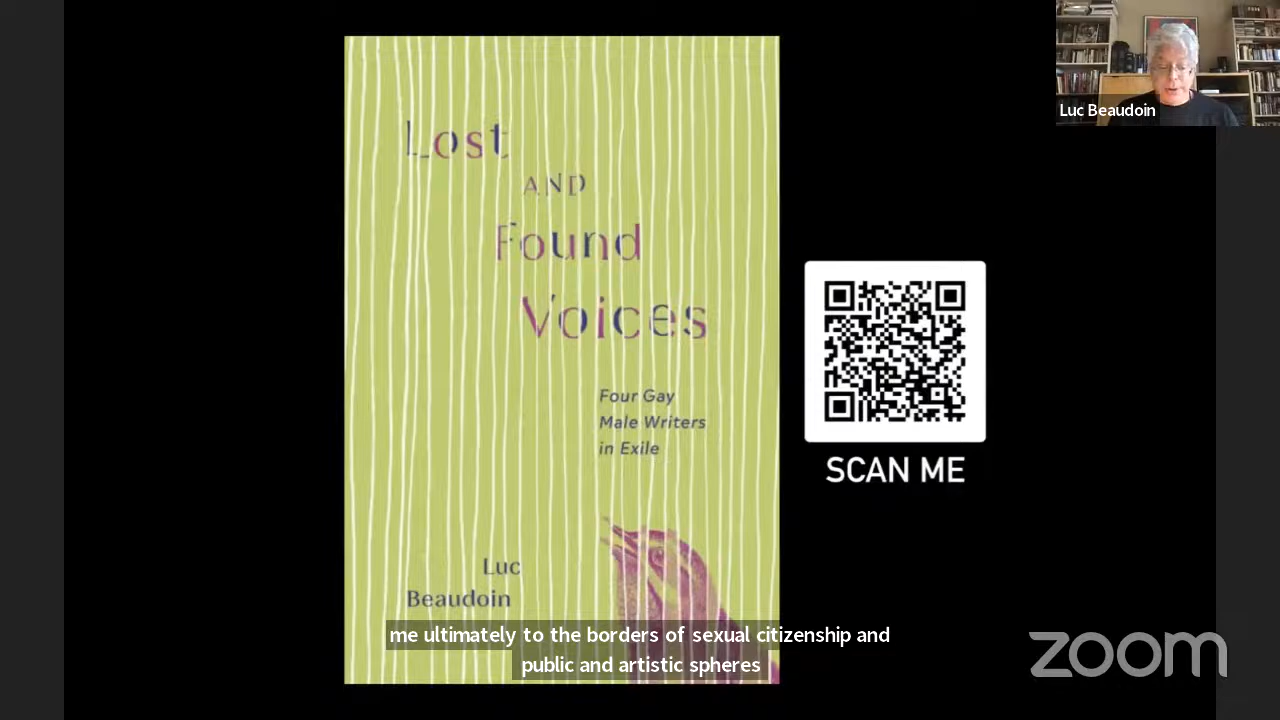 Lost
AND
Found
Voices
Four Gay
Male Writers
in Exile
Luc
Beaudoin
SCAN ME
Luc Beaudoin
me ultimately to the borders of sexual citizenship and
public and artistic spheres
zoom